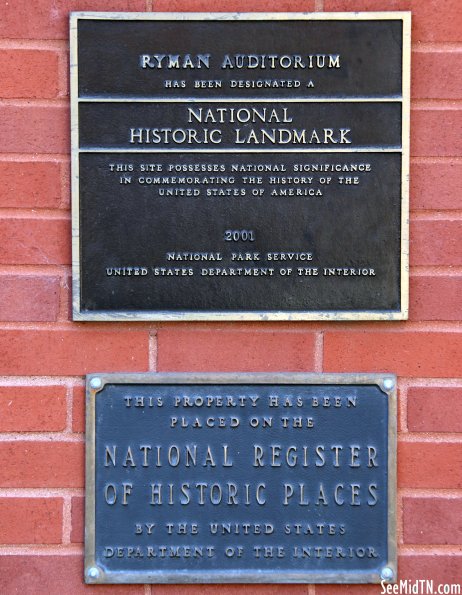 RYMAN AUDITORIUM
HAS BEEN DESIGNATED A
NATIONAL
HISTORIC LANDMARK
THIS SITE POSSESSES NATIONAL SIGNIFICANCE
IN COMMEMORATING THE HISTORY OF THE
UNITED STATES OF AMERICA
2001
NATIONAL PARK SERVICE
UNITED STATES DEPARTMENT OF THE INTERIOR
THIS PROPERTY HAS BEEN
PLACED ON THE
NATIONAL REGISTER
OF HISTORIC PLACES
BY THE UNITED STATES
DEPARTMENT OF THE INTERIOR
SeeMidTN.com